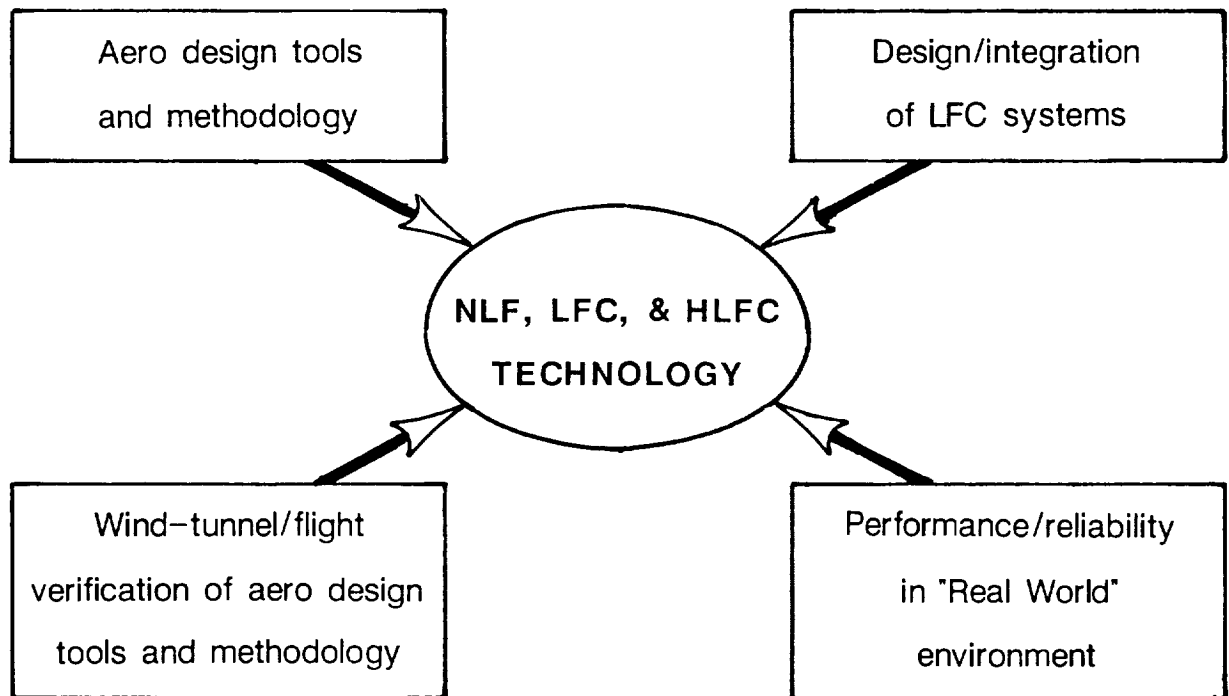 Aero design tools
and methodology
Design/integration
of LFC systems
NLF, LFC, & HLFC
TECHNOLOGY
Wind-tunnel/flight
verification of aero design
tools and methodology
Performance/reliability
in "Real World"
environment